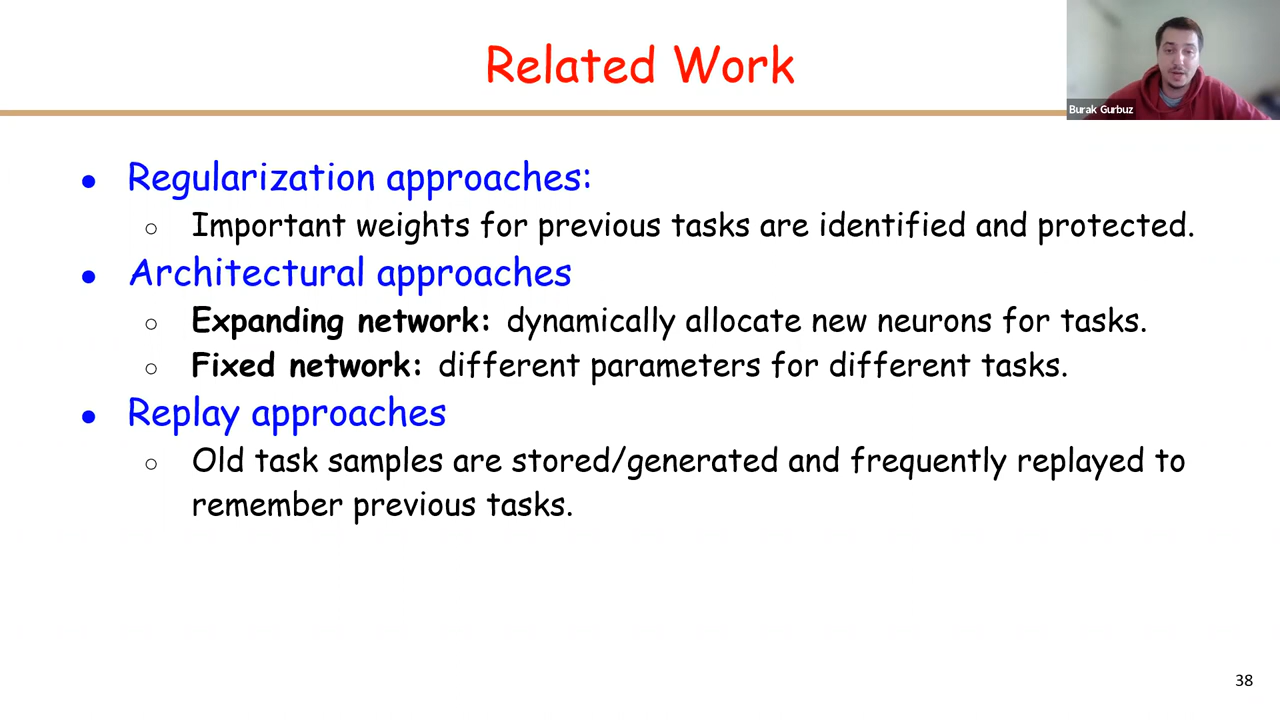 Related Work
Burak Gurbuz
● Regularization approaches:
○ Important weights for previous tasks are identified and protected.
● Architectural approaches
○ Expanding network: dynamically allocate new neurons for tasks.
○ Fixed network: different parameters for different tasks.
● Replay approaches
○ Old task samples are stored/generated and frequently replayed to
remember previous tasks.
38